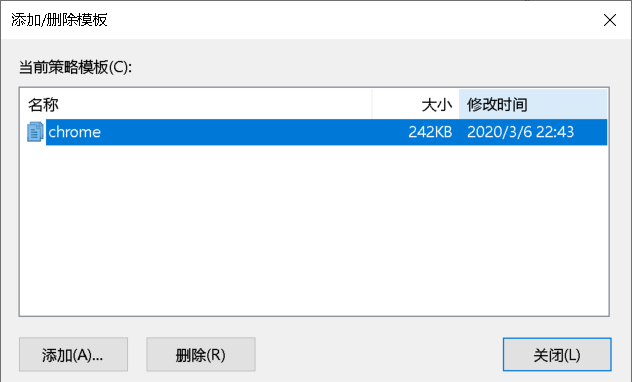 添加/删除模板
当前策略模板(C):
名称 大小 修改时间
chrome 242KB 2020/3/6 22:43
添加(A)... 删除(R) 关闭(L)